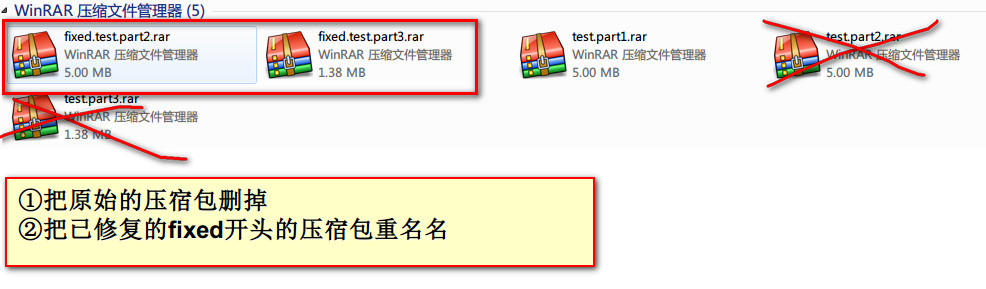 WinRAR 压缩文件管理器 (5)
fixed.test.part2.rar
WinRAR 压缩文件管理器
5.00 MB
fixed.test.part3.rar
WinRAR 压缩文件管理器
1.38 MB
test.part1.rar
WinRAR 压缩文件管理器
5.00 MB
test.part2.rar
WinRAR 压缩文件管理器
5.00 MB
test.part3.rar
WinRAR 压缩文件管理器
1.38 MB
①把原始的压宿包删掉
②把已修复的fixed开头的压宿包重名名